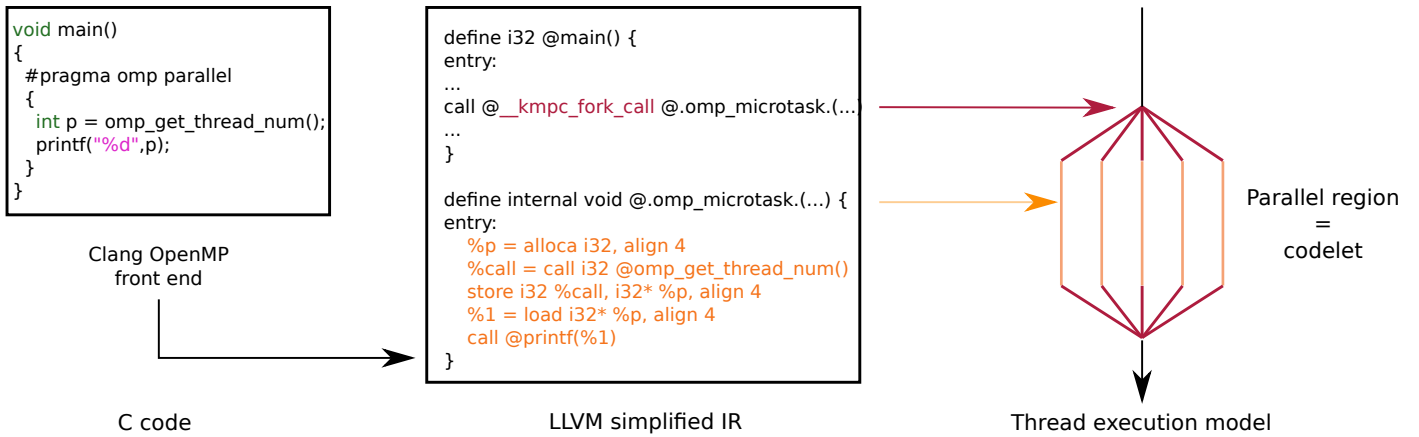 void main()
{
#pragma omp parallel
{
int p = omp_get_thread_num();
printf("%d",p);
}
}
Clang OpenMP
front end
C code
define i32 @main() {
entry:
...
call @__kmpc_fork_call @.omp_microtask.(...)
...
}
define internal void @.omp_microtask.(...) {
entry:
%p = alloca i32, align 4
%call = call i32 @omp_get_thread_num()
store i32 %call, i32* %p, align 4
%1 = load i32* %p, align 4
call @printf(%1)
}
LLVM simplified IR
Parallel region
=
codelet
Thread execution model